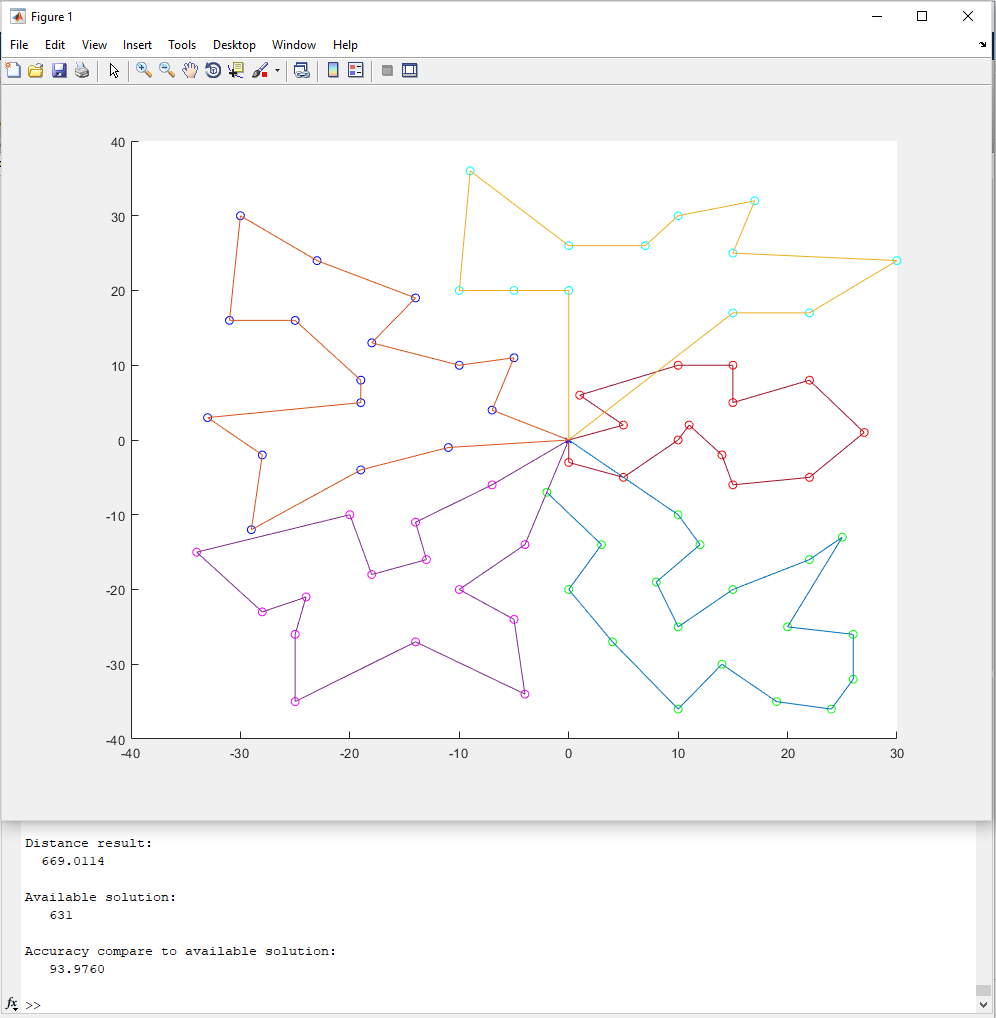 Figure 1
File Edit View Insert Tools Desktop Window Help
40
30
20
10
0
-10
-20
-30
-40
-40 -30 -20 -10 0 10 20 30
Distance result:
669.0114
Available solution:
631
Accuracy compare to available solution:
93.9760
fx >>